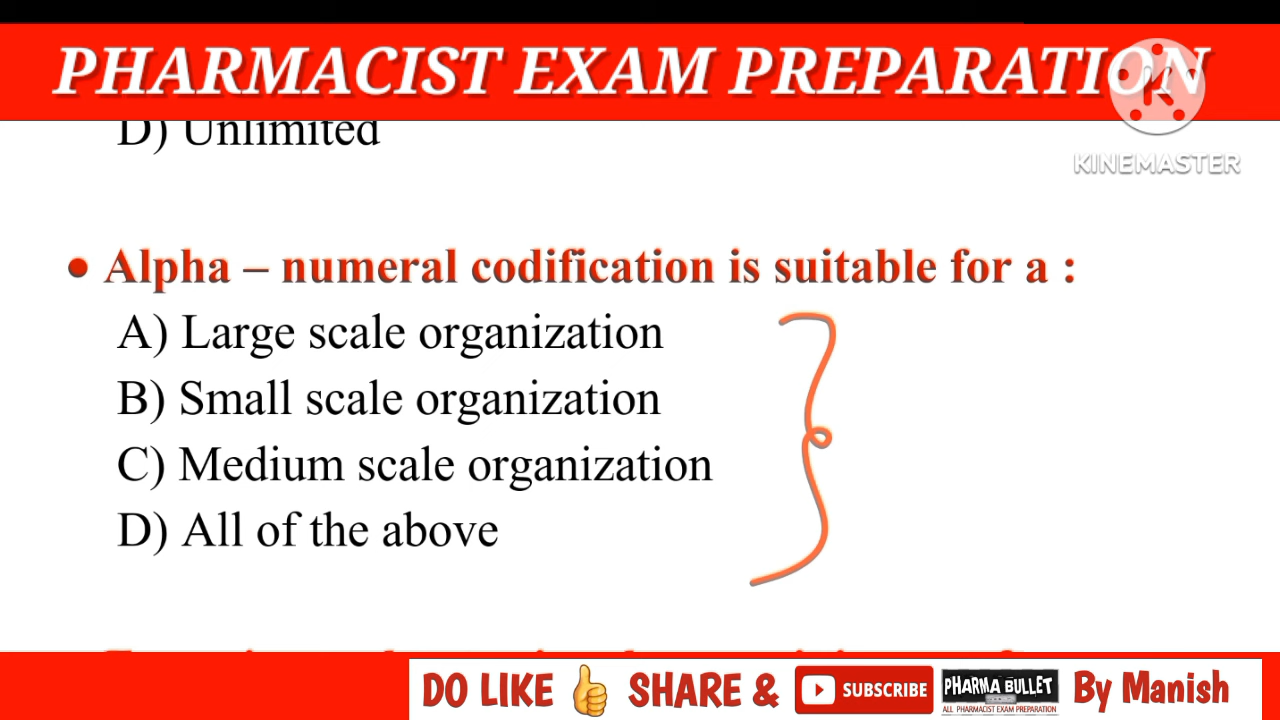 PHARMACIST EXAM PREPARATION
KINEMASTER
D) Unlimited
• Alpha – numeral codification is suitable for a :
A) Large scale organization
B) Small scale organization
C) Medium scale organization
D) All of the above
DO LIKE 👍 SHARE & SUBSCRIBE PHARMA BULLET By Manish
ALL PHARMACIST EXAM PREPARATION